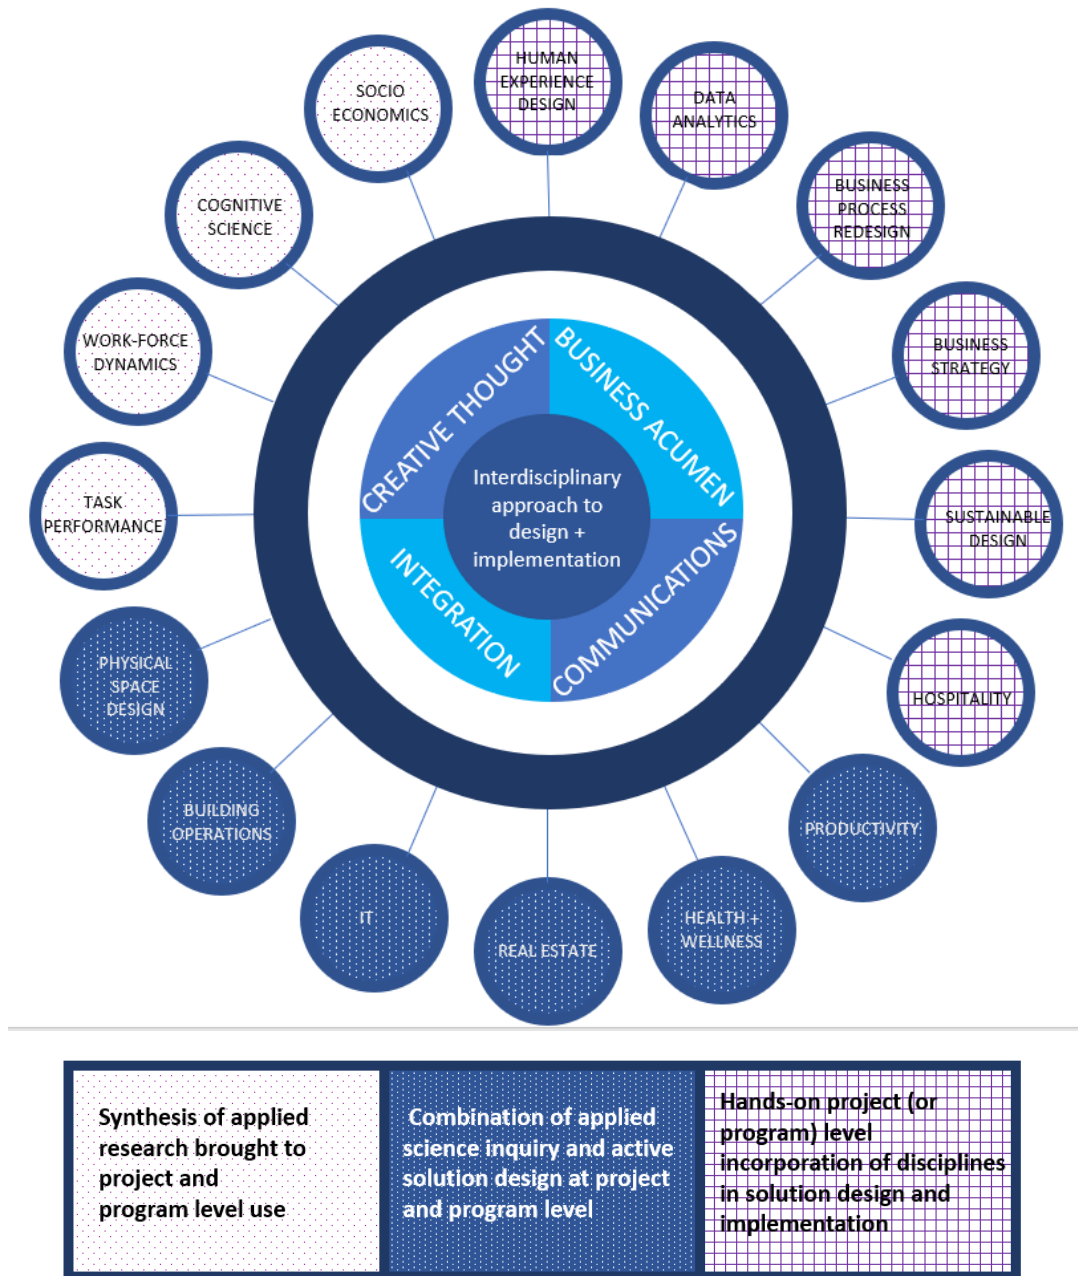 HUMAN
EXPERIENCE
DESIGN
DATA
ANALYTICS
BUSINESS
PROCESS
REDESIGN
BUSINESS
STRATEGY
SUSTAINABLE
DESIGN
HOSPITALITY
PRODUCTIVITY
HEALTH +
WELLNESS
REAL ESTATE
IT
BUILDING
OPERATIONS
PHYSICAL
SPACE
DESIGN
TASK
PERFORMANCE
WORK-FORCE
DYNAMICS
COGNITIVE
SCIENCE
SOCIO
ECONOMICS
CREATIVE THOUGHT
BUSINESS ACUMEN
COMMUNICATIONS
INTEGRATION
Interdisciplinary
approach to
design +
implementation
Synthesis of applied
research brought to
project and
program level use
Combination of applied
science inquiry and active
solution design at project
and program level
Hands-on project (or
program) level
incorporation of disciplines
in solution design and
implementation